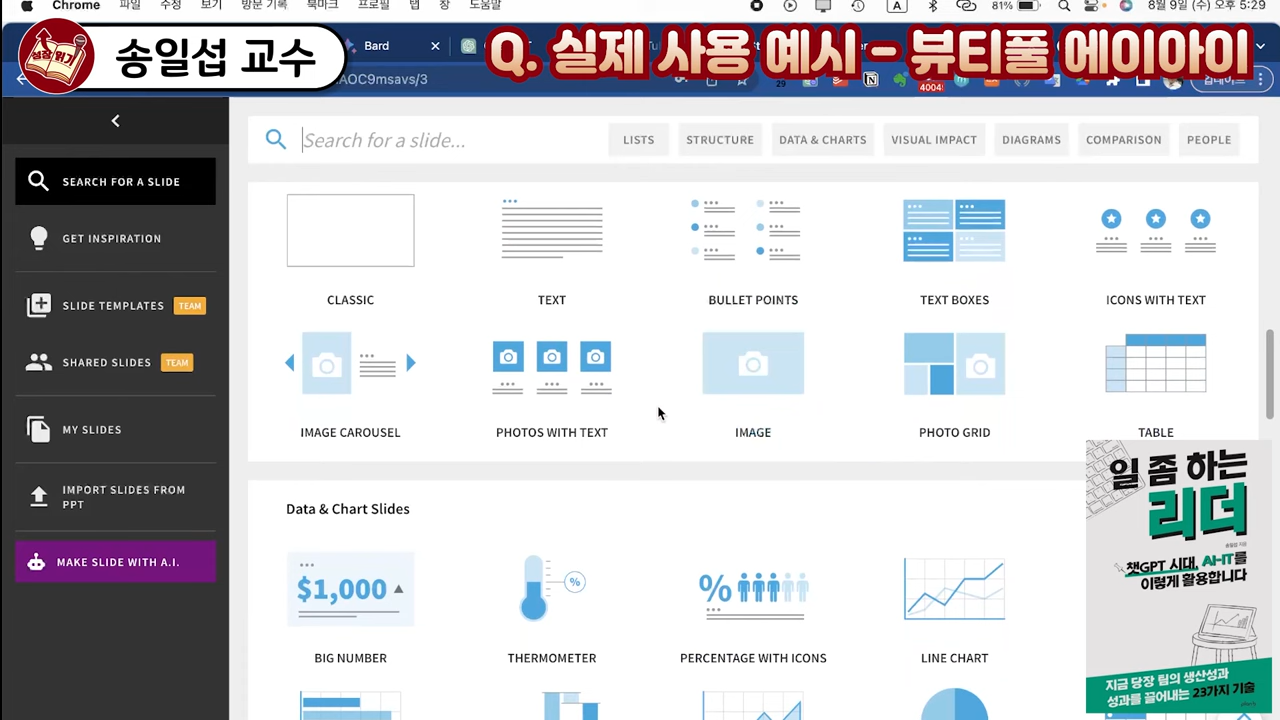 Chrome 파일 수정 보기 방문 기록 북마크 프로필 탭 창 도움말
A 81% 8월 9일 (수) 오후 5:29
송일섭 교수
Bard
Q. 실제 사용 예시 - 뷰티풀 에이아이
AOC9msavs/3
29
4004!
SEARCH FOR A SLIDE
GET INSPIRATION
SLIDE TEMPLATES TEAM
SHARED SLIDES TEAM
MY SLIDES
IMPORT SLIDES FROM
PPT
MAKE SLIDE WITH A.I.
Search for a slide...
LISTS STRUCTURE DATA & CHARTS VISUAL IMPACT DIAGRAMS COMPARISON PEOPLE
CLASSIC TEXT BULLET POINTS TEXT BOXES ICONS WITH TEXT
IMAGE CAROUSEL PHOTOS WITH TEXT IMAGE PHOTO GRID TABLE
Data & Chart Slides
$1,000
%
%
BIG NUMBER THERMOMETER PERCENTAGE WITH ICONS LINE CHART
일 좀 하는
리더
챗GPT 시대, AI·IT를
이렇게 활용합니다
지금 당장 팀의 생산성과
성과를 끌어내는 23가지 기술